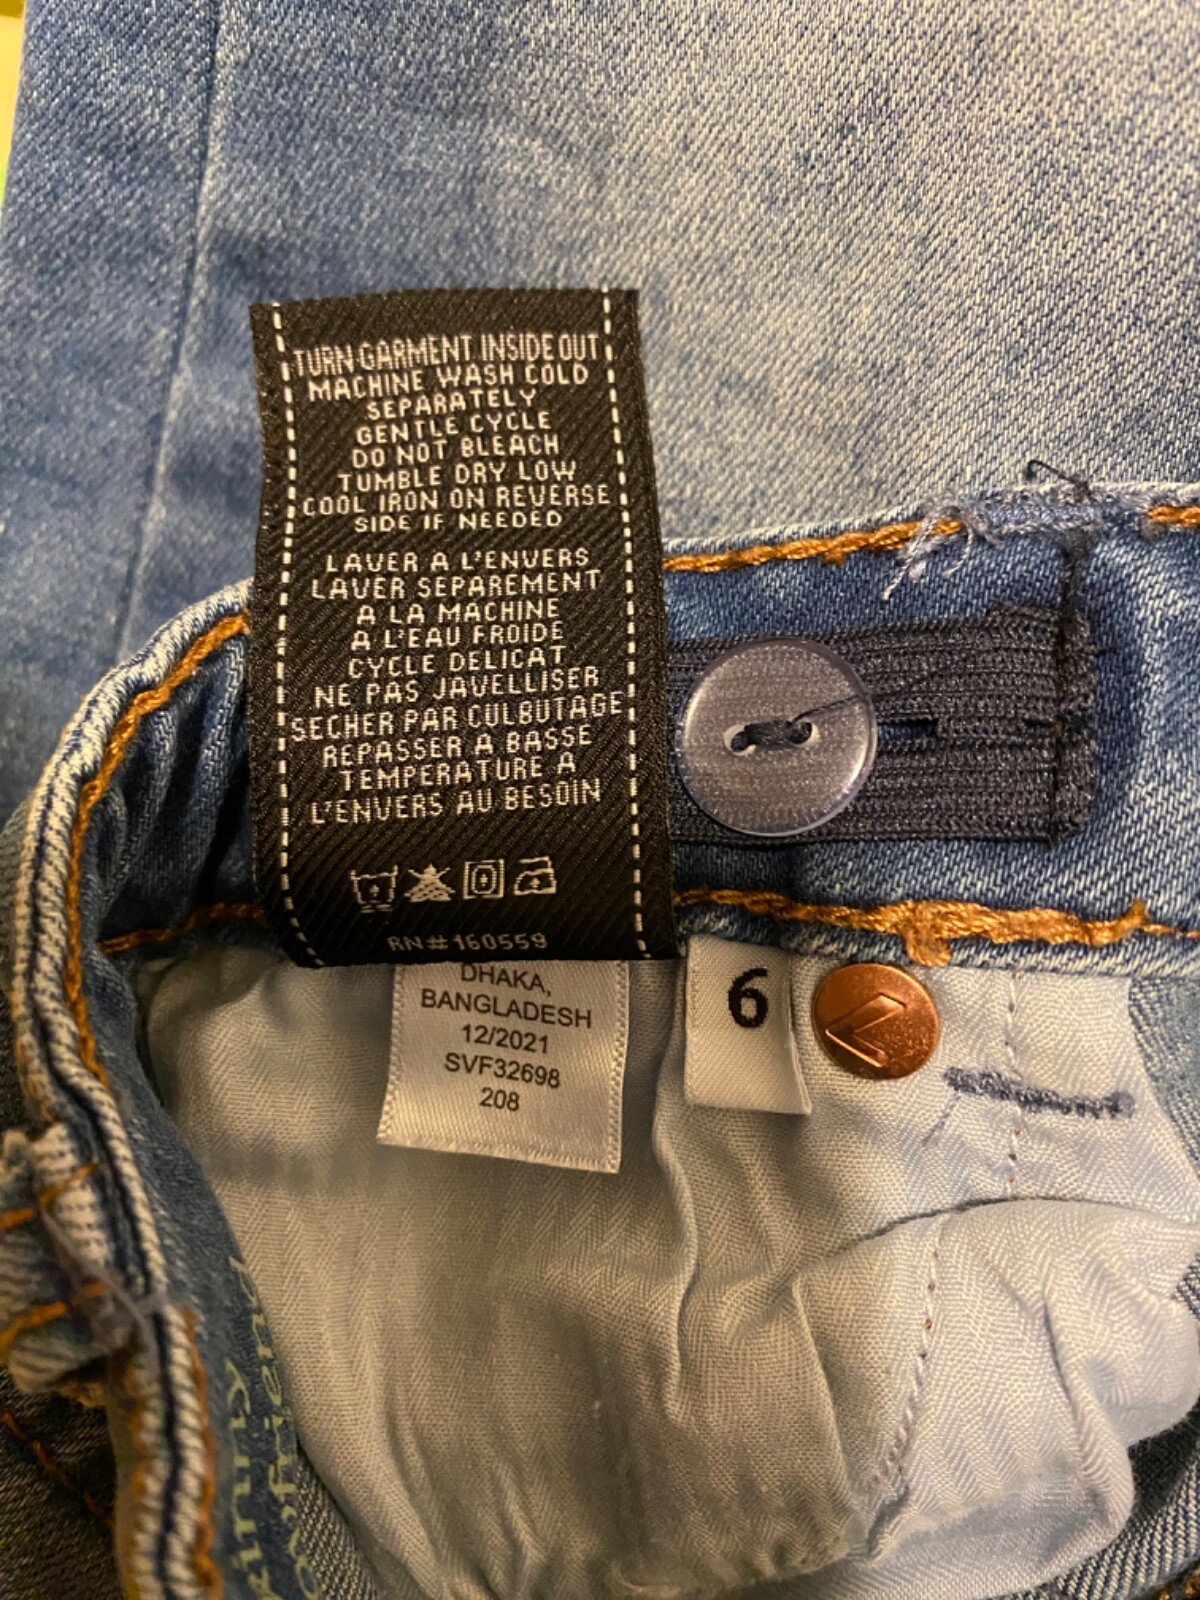 TURN GARMENT INSIDE OUT
MACHINE WASH COLD
SEPARATELY
GENTLE CYCLE
DO NOT BLEACH
TUMBLE DRY LOW
COOL IRON ON REVERSE
SIDE IF NEEDED
LAVER A L'ENVERS
LAVER SEPAREMENT
A LA MACHINE
A L'EAU FROIDE
CYCLE DELICAT
NE PAS JAVELLISER
SECHER PAR CULBUTAGE
REPASSER A BASSE
TEMPERATURE A
L'ENVERS AU BESOIN
RN#160559
DHAKA,
BANGLADESH
12/2021
SVF32698
208
6